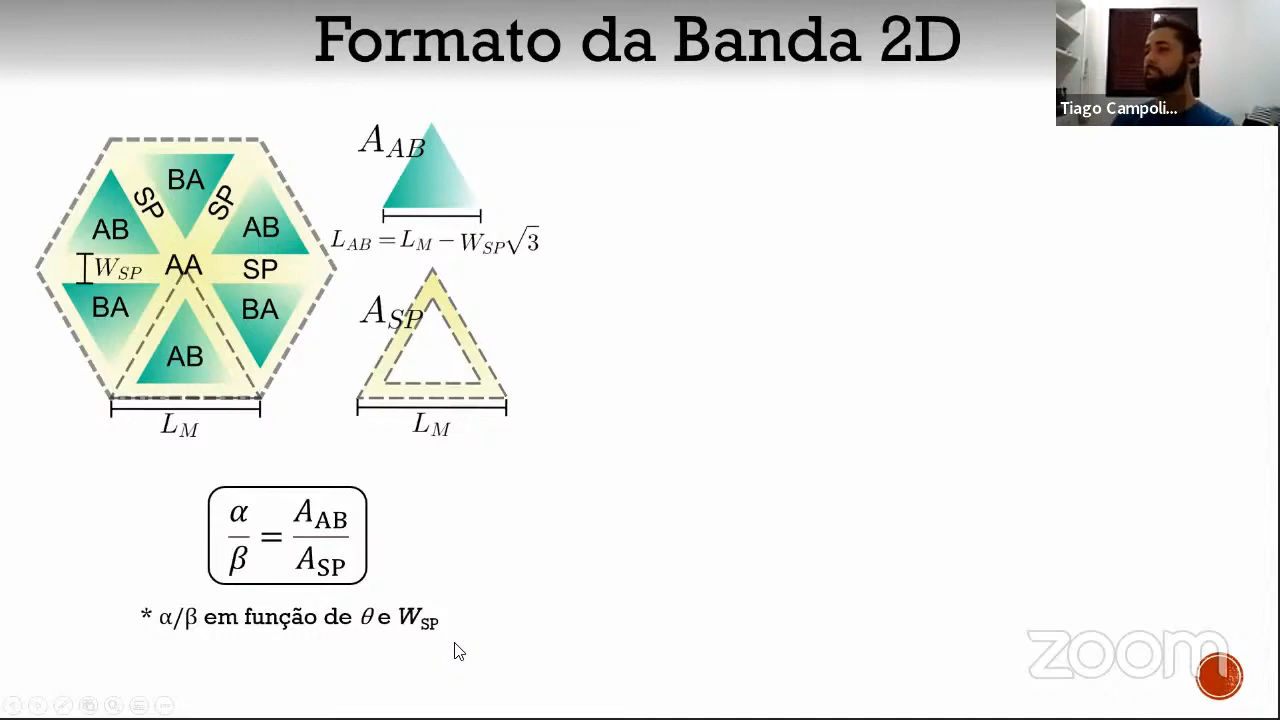 Formato da Banda 2D
Tiago Campoli...
BA
SP
SP
AB
AB
W_SP
AA
SP
BA
BA
AB
L_M
A_AB
L_AB = L_M − W_SP√3
A_SP
L_M
α/β = A_AB/A_SP
* α/β em função de θ e W_SP
zoom